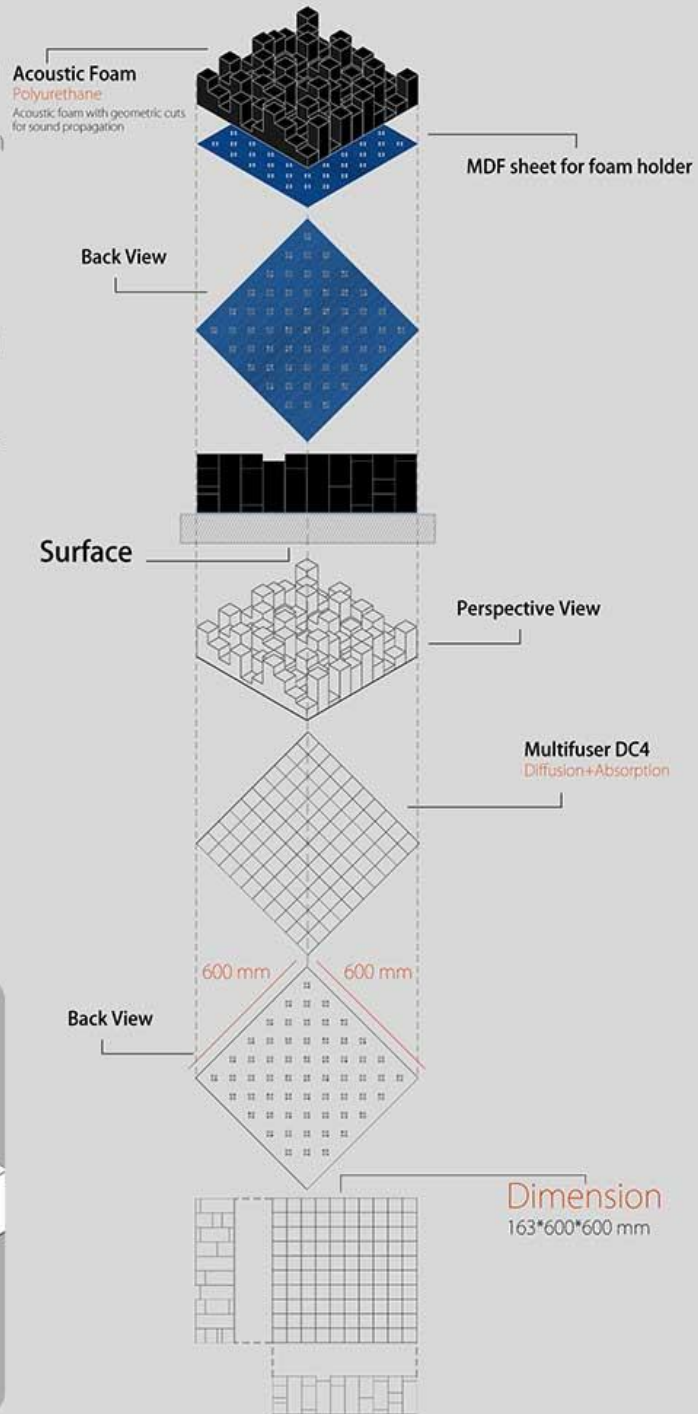 Acoustic Foam
Polyurethane
Acoustic foam with geometric cuts
for sound propagation
MDF sheet for foam holder
Back View
Surface
Perspective View
Multifuser DC4
Diffusion+Absorption
600 mm
600 mm
Back View
Dimension
163*600*600 mm